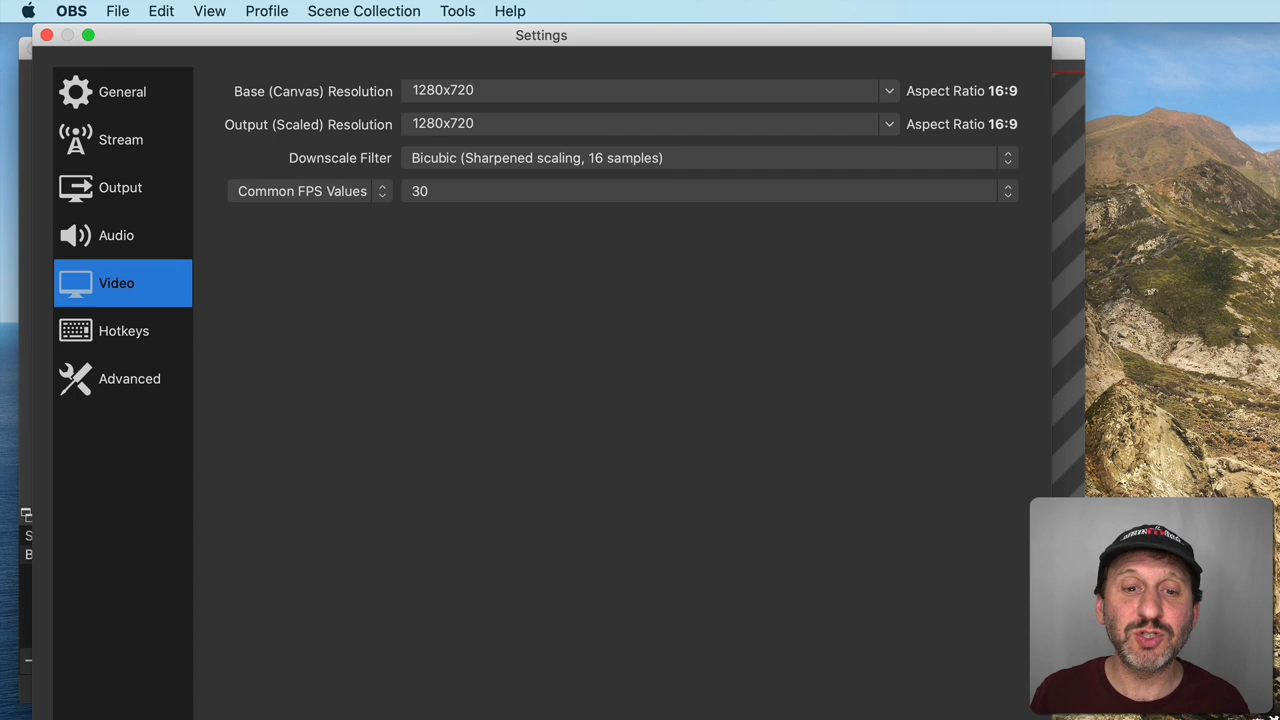 OBS File Edit View Profile Scene Collection Tools Help
Settings
General
Stream
Output
Audio
Video
Hotkeys
Advanced
Base (Canvas) Resolution 1280x720 Aspect Ratio 16:9
Output (Scaled) Resolution 1280x720 Aspect Ratio 16:9
Downscale Filter Bicubic (Sharpened scaling, 16 samples)
Common FPS Values 30
S
B